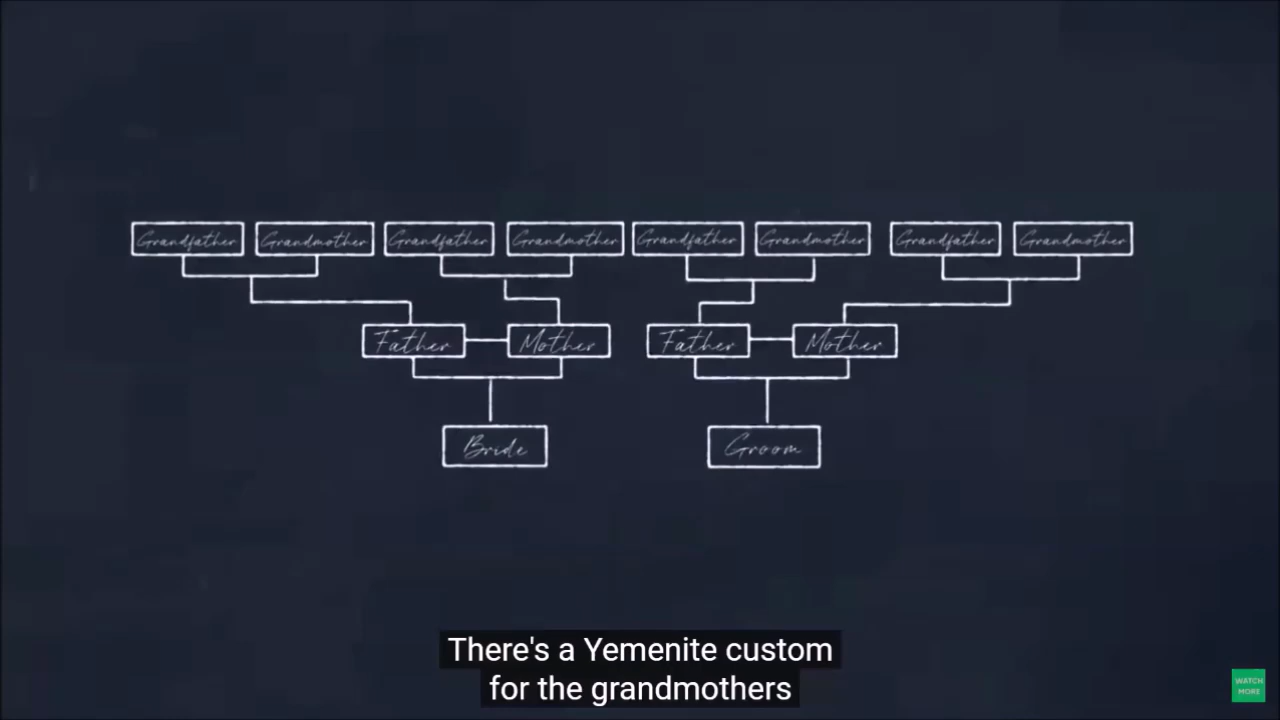 Grandfather
Grandmother
Grandfather
Grandmother
Grandfather
Grandmother
Grandfather
Grandmother
Father
Mother
Father
Mother
Bride
Groom
There's a Yemenite custom
for the grandmothers
WATCH
MORE